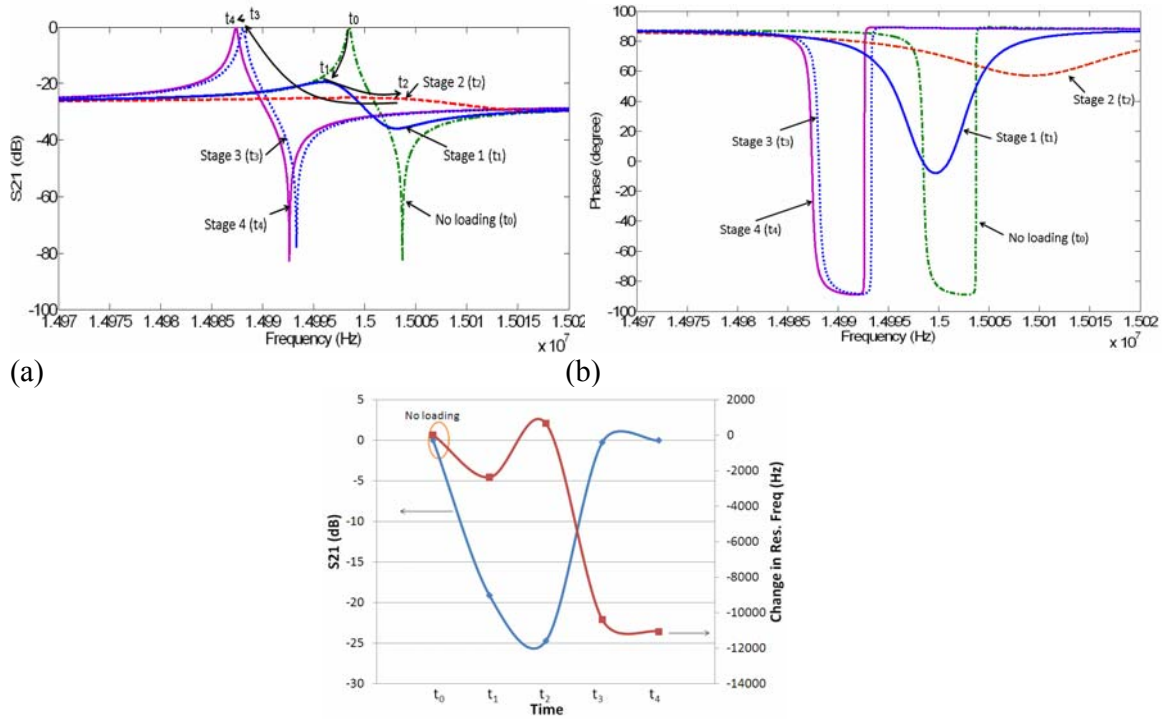 t₄ t₃ t₀
0
-20
-40
-60
-80
-100
S21 (dB)
t₁
t₂
Stage 2 (t₂)
Stage 3 (t₃)
Stage 1 (t₁)
Stage 4 (t₄)
No loading (t₀)
1.497 1.4975 1.498 1.4985 1.499 1.4995 1.5 1.5005 1.501 1.5015 1.502
Frequency (Hz)
x 10⁷
(a)
100
80
60
40
20
0
-20
-40
-60
-80
-100
Phase (degree)
Stage 2 (t₂)
Stage 3 (t₃)
Stage 1 (t₁)
Stage 4 (t₄)
No loading (t₀)
1.497 1.4975 1.498 1.4985 1.499 1.4995 1.5 1.5005 1.501 1.5015 1.502
Frequency (Hz)
x 10⁷
(b)
5
0
-5
-10
-15
-20
-25
-30
S21 (dB)
No loading
2000
0
-2000
-4000
-6000
-8000
-10000
-12000
-14000
Change in Res. Freq (Hz)
t₀ t₁ t₂ t₃ t₄
Time